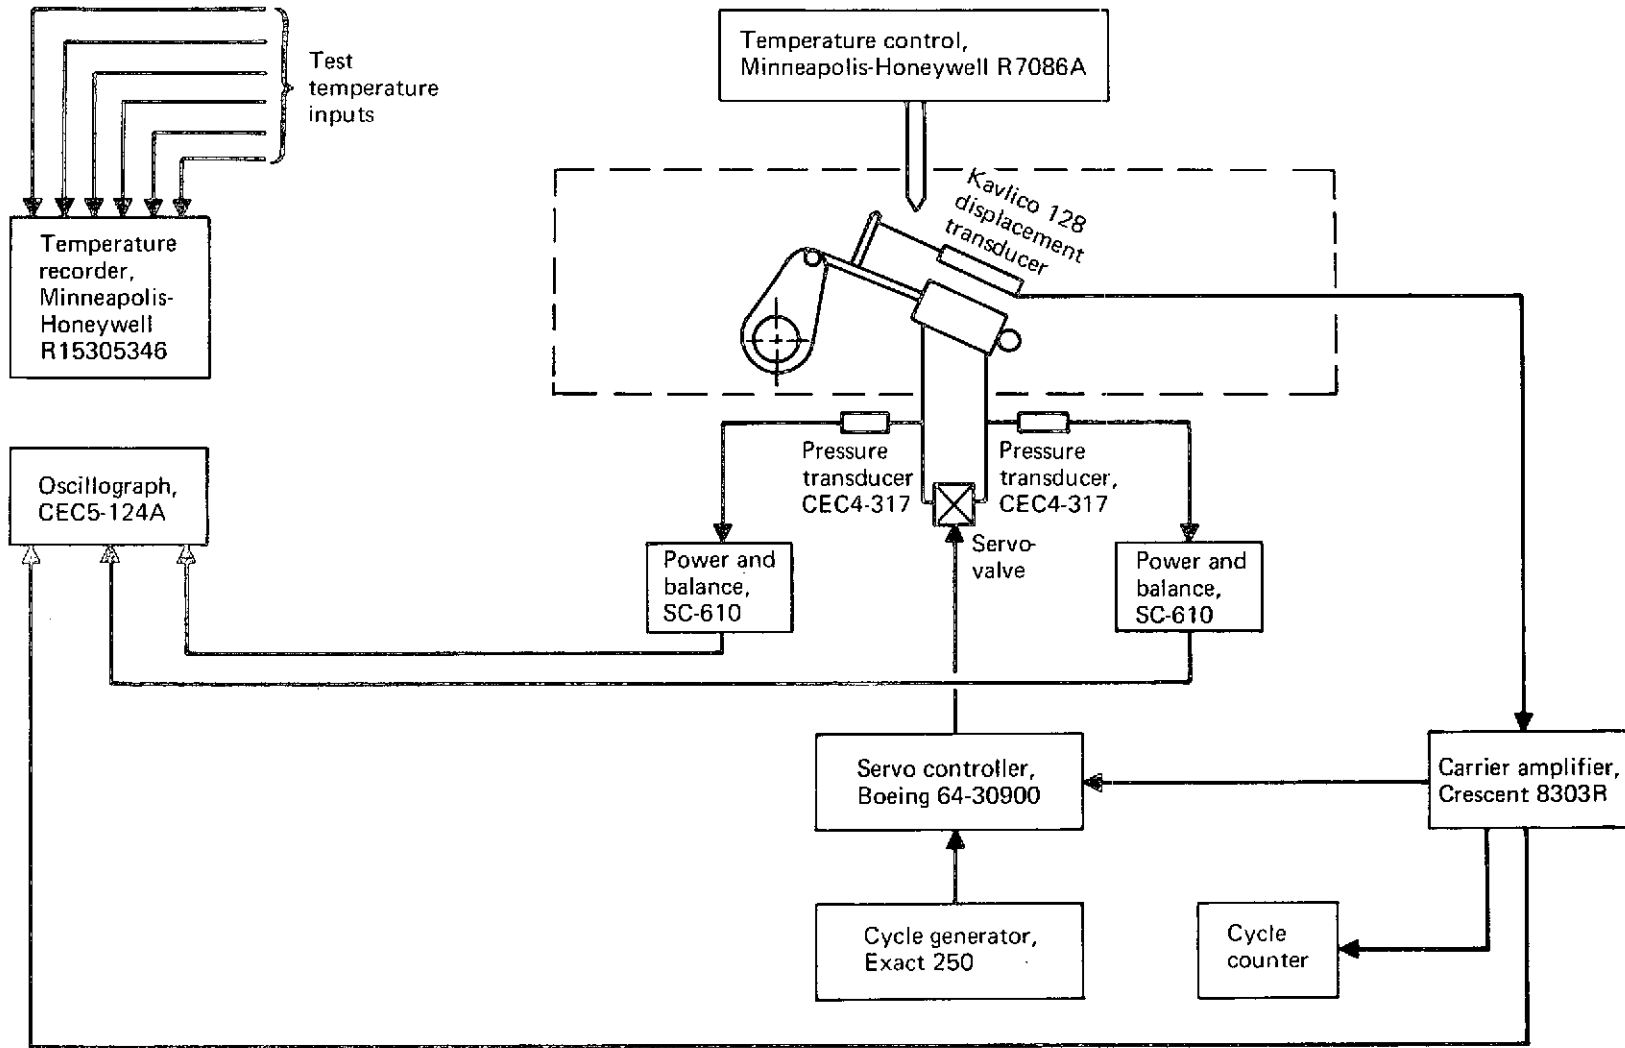 Test
temperature
inputs
Temperature control,
Minneapolis-Honeywell R7086A
Kavlico 128
displacement
transducer
Temperature
recorder,
Minneapolis-
Honeywell
R15305346
Oscillograph,
CEC5-124A
Pressure
transducer
CEC4-317
Pressure
transducer,
CEC4-317
Servo-
valve
Power and
balance,
SC-610
Power and
balance,
SC-610
Servo controller,
Boeing 64-30900
Carrier amplifier,
Crescent 8303R
Cycle generator,
Exact 250
Cycle
counter